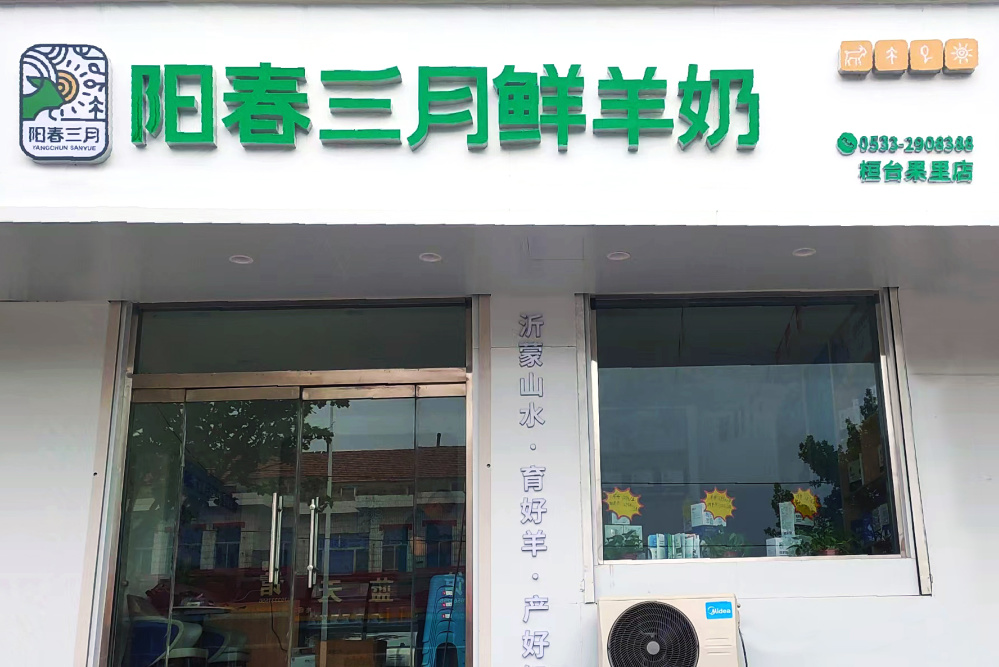 阳春三月鲜羊奶
阳春三月
YANGCHUN SANYUE
0533-2906386
桓台果里店
沂蒙山水·育好羊·产好
Midea